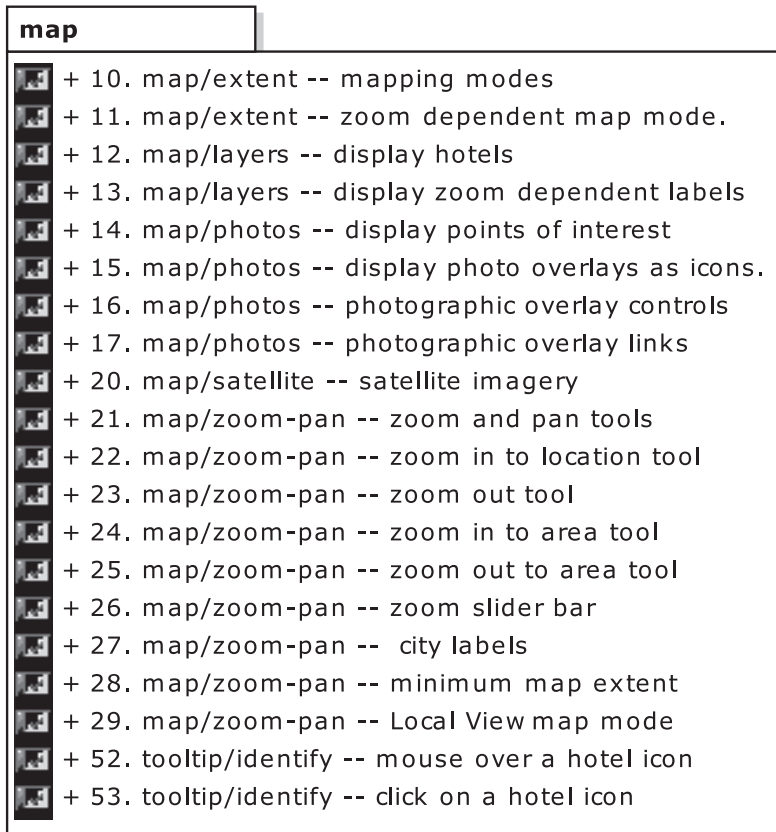 map
+ 10. map/extent -- mapping modes
+ 11. map/extent -- zoom dependent map mode.
+ 12. map/layers -- display hotels
+ 13. map/layers -- display zoom dependent labels
+ 14. map/photos -- display points of interest
+ 15. map/photos -- display photo overlays as icons.
+ 16. map/photos -- photographic overlay controls
+ 17. map/photos -- photographic overlay links
+ 20. map/satellite -- satellite imagery
+ 21. map/zoom-pan -- zoom and pan tools
+ 22. map/zoom-pan -- zoom in to location tool
+ 23. map/zoom-pan -- zoom out tool
+ 24. map/zoom-pan -- zoom in to area tool
+ 25. map/zoom-pan -- zoom out to area tool
+ 26. map/zoom-pan -- zoom slider bar
+ 27. map/zoom-pan -- city labels
+ 28. map/zoom-pan -- minimum map extent
+ 29. map/zoom-pan -- Local View map mode
+ 52. tooltip/identify -- mouse over a hotel icon
+ 53. tooltip/identify -- click on a hotel icon